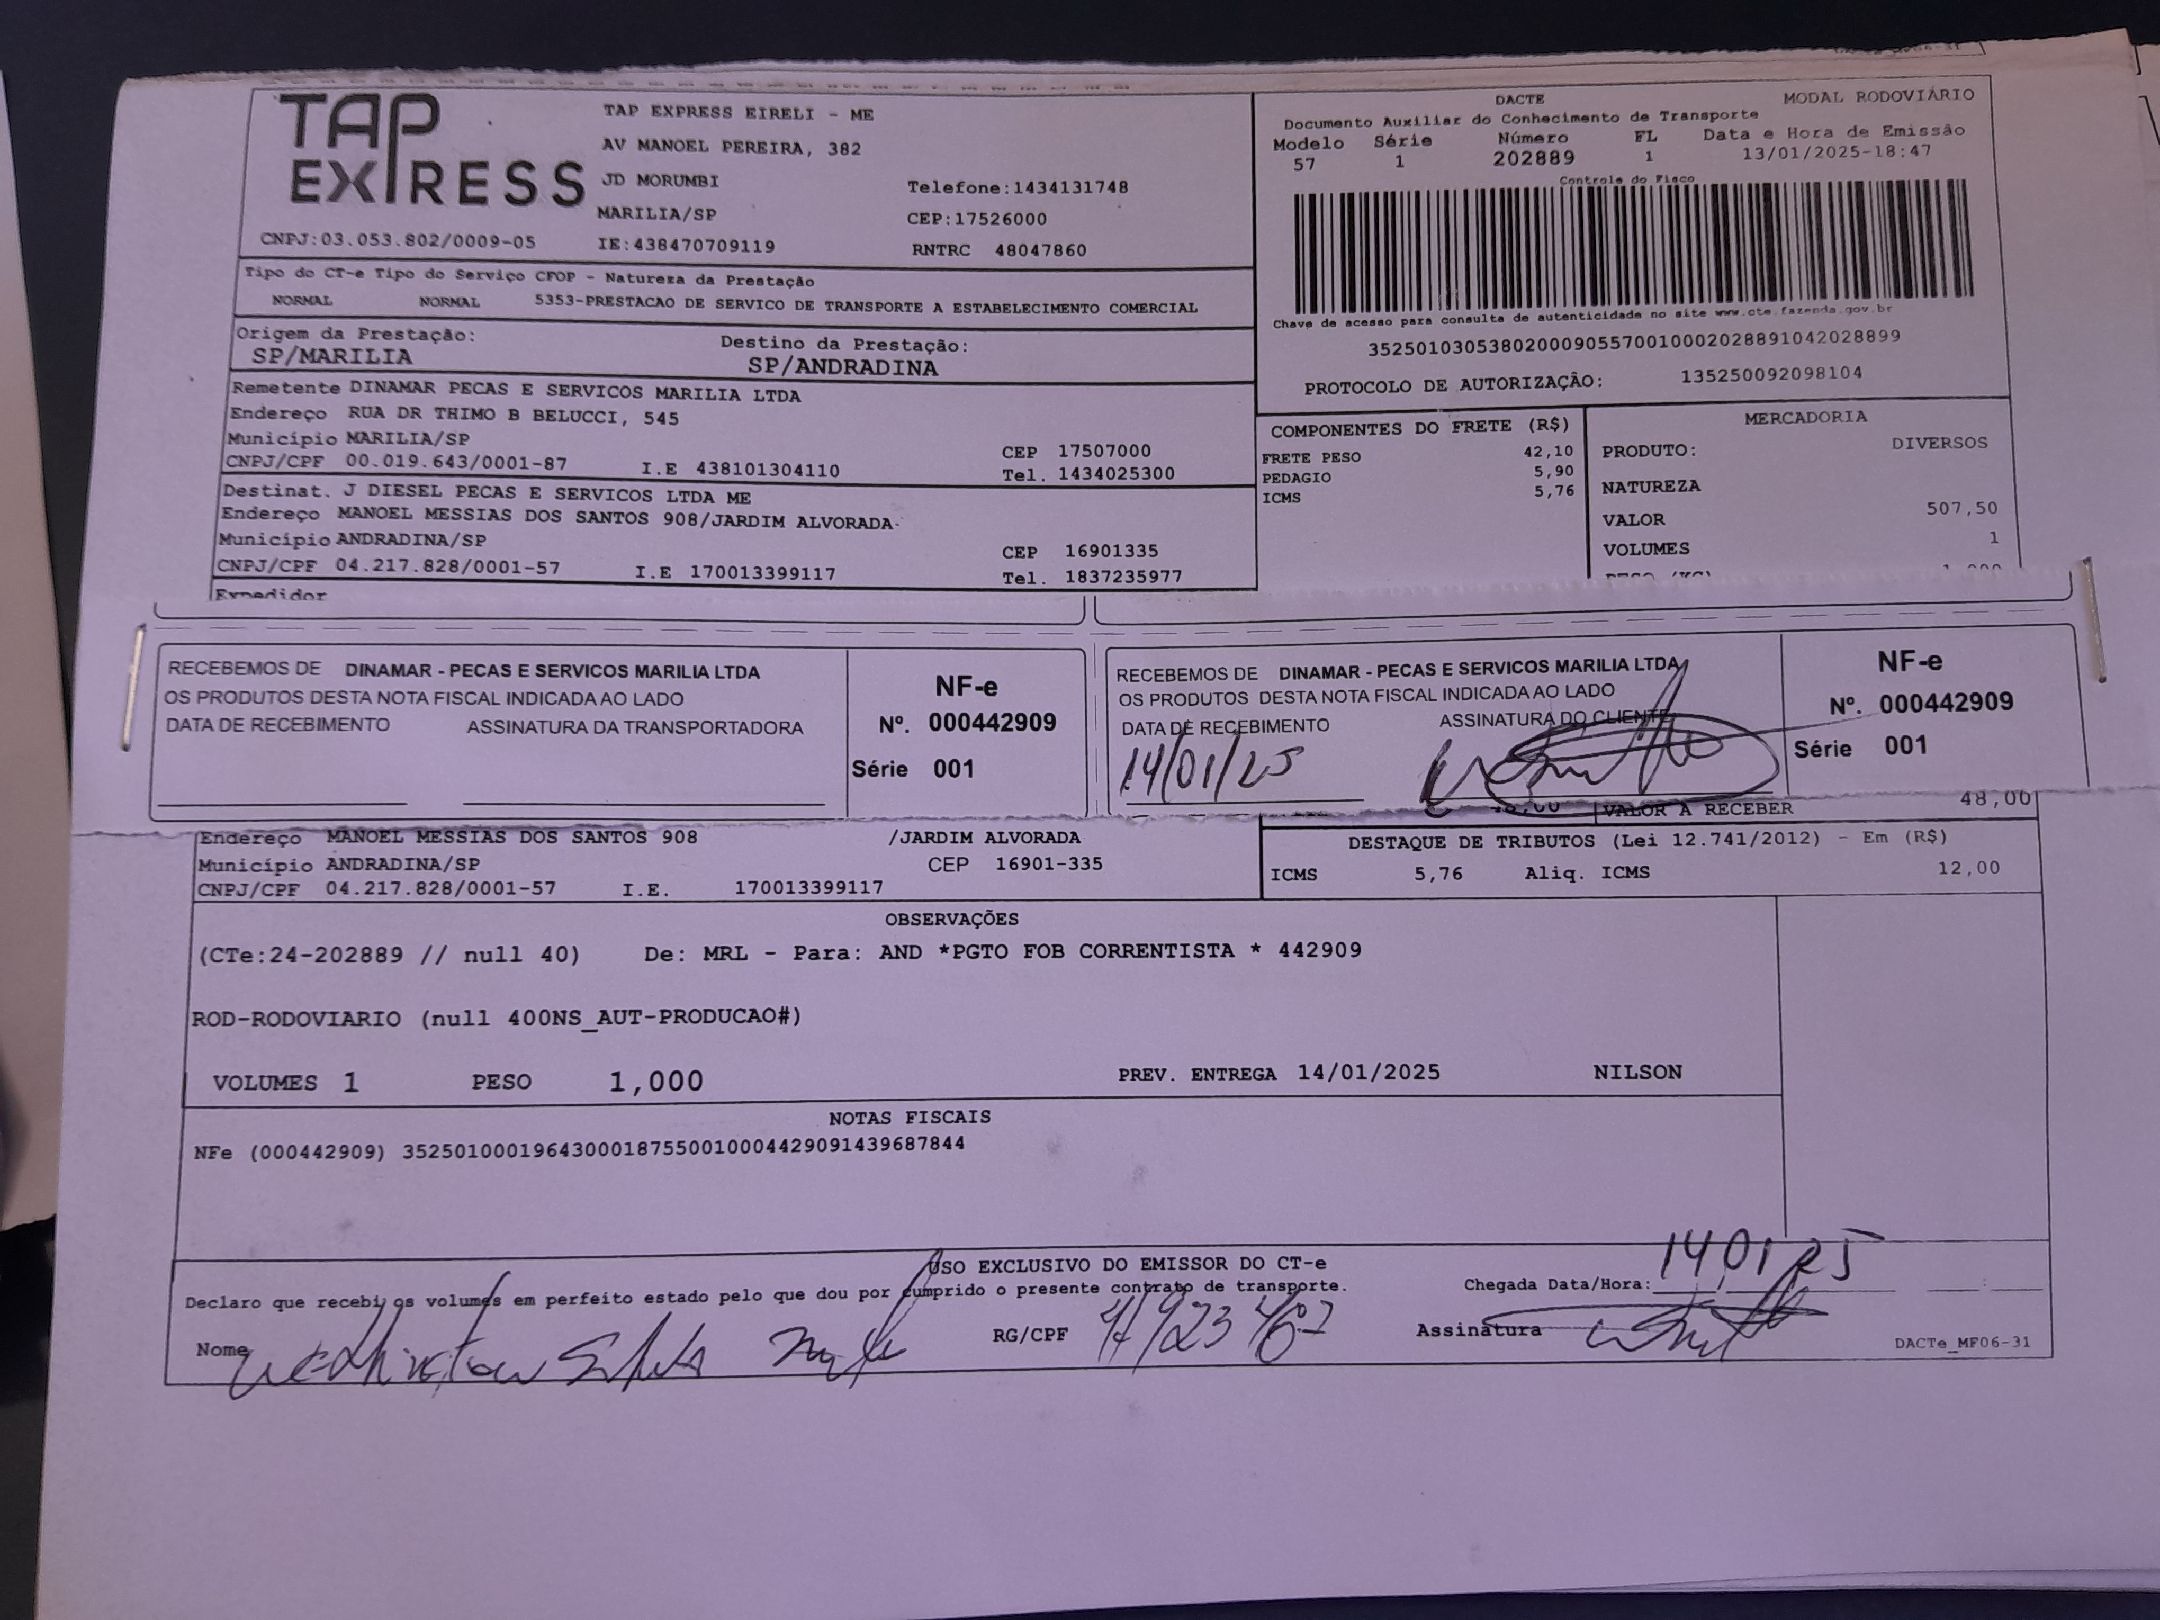 TAP EXPRESS
TAP EXPRESS EIRELI - ME
AV MANOEL PEREIRA, 382
JD MORUMBI
Telefone:1434131748
MARILIA/SP
CEP:17526000
CNPJ:03.053.802/0009-05 IE:438470709119
RNTRC 48047860
DACTE
MODAL RODOVIÁRIO
Documento Auxiliar do Conhecimento de Transporte
Modelo Série Número FL Data e Hora de Emissão
57 1 202889 1 13/01/2025-18:47
Controle do Fisco
Chave de acesso para consulta de autenticidade no site www.cte.fazenda.gov.br
35250103053802000905570010002028891042028899
PROTOCOLO DE AUTORIZAÇÃO: 135250092098104
Tipo do CT-e Tipo do Serviço CFOP - Natureza da Prestação
NORMAL NORMAL 5353-PRESTACAO DE SERVICO DE TRANSPORTE A ESTABELECIMENTO COMERCIAL
Origem da Prestação: Destino da Prestação:
SP/MARILIA SP/ANDRADINA
Remetente DINAMAR PECAS E SERVICOS MARILIA LTDA
Endereço RUA DR THIMO B BELUCCI, 545
Município MARILIA/SP CEP 17507000
CNPJ/CPF 00.019.643/0001-87 I.E 438101304110 Tel. 1434025300
Destinat. J DIESEL PECAS E SERVICOS LTDA ME
Endereço MANOEL MESSIAS DOS SANTOS 908/JARDIM ALVORADA-
Município ANDRADINA/SP CEP 16901335
CNPJ/CPF 04.217.828/0001-57 I.E 170013399117 Tel. 1837235977
Expedidor
COMPONENTES DO FRETE (R$)
FRETE PESO 42,10
PEDAGIO 5,90
ICMS 5,76
MERCADORIA
PRODUTO: DIVERSOS
NATUREZA
VALOR 507,50
VOLUMES 1
PESO (KG) 1,000
RECEBEMOS DE DINAMAR - PECAS E SERVICOS MARILIA LTDA
OS PRODUTOS DESTA NOTA FISCAL INDICADA AO LADO
DATA DE RECEBIMENTO ASSINATURA DA TRANSPORTADORA
NF-e
Nº. 000442909
Série 001
RECEBEMOS DE DINAMAR - PECAS E SERVICOS MARILIA LTDA
OS PRODUTOS DESTA NOTA FISCAL INDICADA AO LADO
DATA DE RECEBIMENTO ASSINATURA DO CLIENTE
14/01/25
NF-e
Nº. 000442909
Série 001
VALOR A RECEBER 48,00
Endereço MANOEL MESSIAS DOS SANTOS 908 /JARDIM ALVORADA
Município ANDRADINA/SP CEP 16901-335
CNPJ/CPF 04.217.828/0001-57 I.E. 170013399117
DESTAQUE DE TRIBUTOS (Lei 12.741/2012) - Em (R$)
ICMS 5,76 Aliq. ICMS 12,00
OBSERVAÇÕES
(CTe:24-202889 // null 40) De: MRL - Para: AND *PGTO FOB CORRENTISTA * 442909
ROD-RODOVIARIO (null 400NS_AUT-PRODUCAO#)
VOLUMES 1 PESO 1,000 PREV. ENTREGA 14/01/2025 NILSON
NOTAS FISCAIS
NFe (000442909) 35250100019643000187550010004429091439687844
USO EXCLUSIVO DO EMISSOR DO CT-e
Declaro que recebi os volumes em perfeito estado pelo que dou por cumprido o presente contrato de transporte.
Chegada Data/Hora: 14 01 25
Nome RG/CPF Assinatura
DACTe_MF06-31